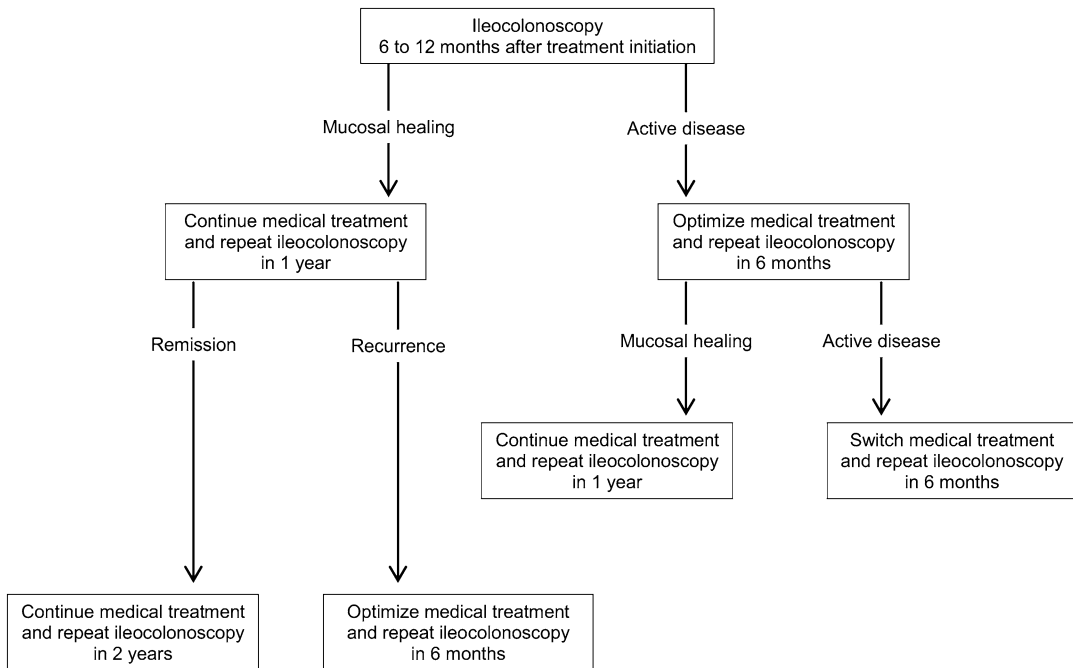 Ileocolonoscopy
6 to 12 months after treatment initiation
Mucosal healing
Active disease
Continue medical treatment
and repeat ileocolonoscopy
in 1 year
Optimize medical treatment
and repeat ileocolonoscopy
in 6 months
Remission
Recurrence
Mucosal healing
Active disease
Continue medical treatment
and repeat ileocolonoscopy
in 1 year
Switch medical treatment
and repeat ileocolonoscopy
in 6 months
Continue medical treatment
and repeat ileocolonoscopy
in 2 years
Optimize medical treatment
and repeat ileocolonoscopy
in 6 months